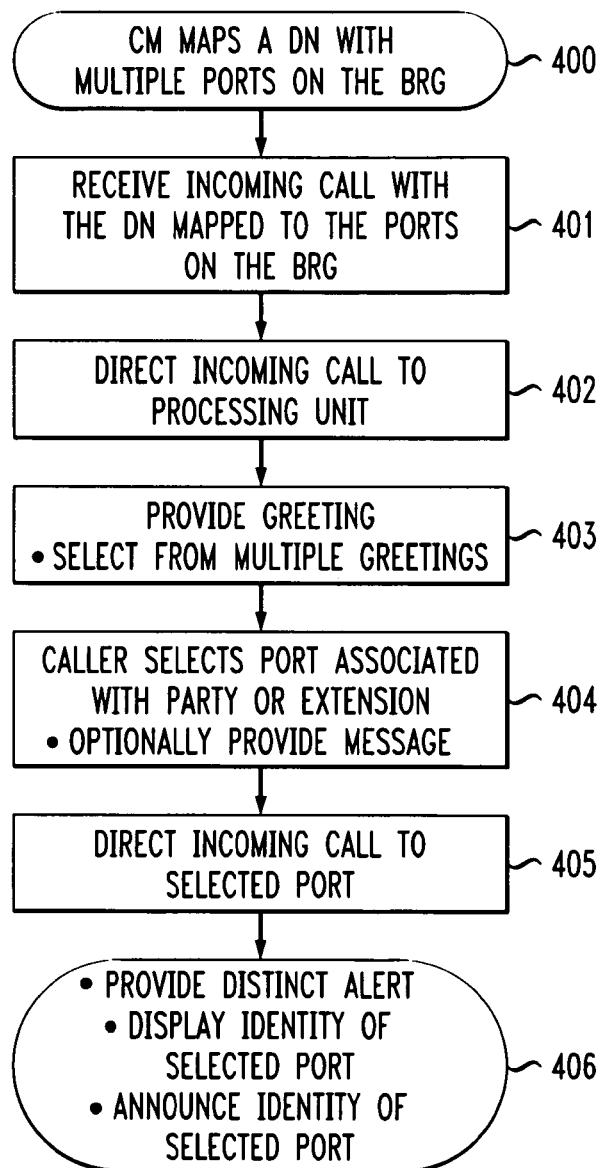 CM MAPS A DN WITH
MULTIPLE PORTS ON THE BRG
400
RECEIVE INCOMING CALL WITH
THE DN MAPPED TO THE PORTS
ON THE BRG
401
DIRECT INCOMING CALL TO
PROCESSING UNIT
402
PROVIDE GREETING
• SELECT FROM MULTIPLE GREETINGS
403
CALLER SELECTS PORT ASSOCIATED
WITH PARTY OR EXTENSION
• OPTIONALLY PROVIDE MESSAGE
404
DIRECT INCOMING CALL TO
SELECTED PORT
405
• PROVIDE DISTINCT ALERT
• DISPLAY IDENTITY OF
SELECTED PORT
• ANNOUNCE IDENTITY OF
SELECTED PORT
406